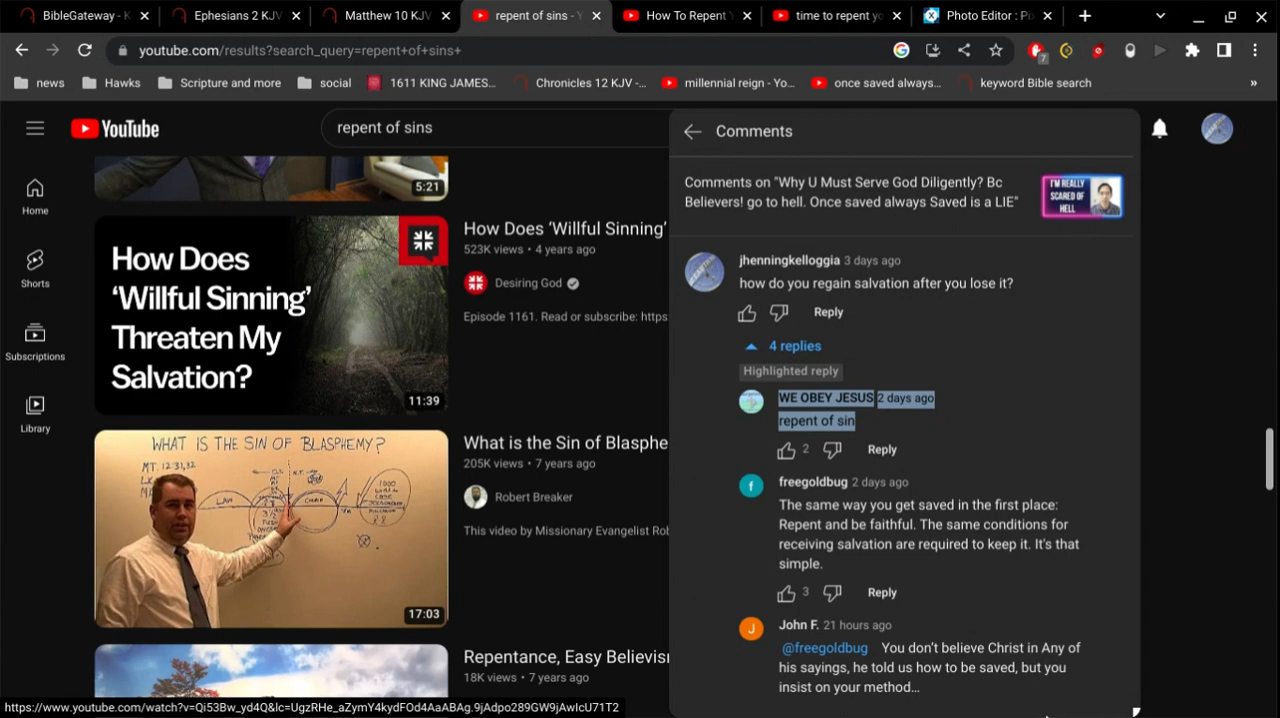 BibleGateway - K
Ephesians 2 KJV
Matthew 10 KJV
repent of sins - Y
How To Repent Y
time to repent yo
Photo Editor : Pi
youtube.com/results?search_query=repent+of+sins+
7
news
Hawks
Scripture and more
social
1611 KING JAMES...
Chronicles 12 KJV -...
millennial reign - Yo...
once saved always...
keyword Bible search
»
YouTube
repent of sins
Home
Shorts
Subscriptions
Library
5:21
How Does
‘Willful Sinning’
Threaten My
Salvation?
11:39
How Does ‘Willful Sinning’
523K views • 4 years ago
Desiring God
Episode 1161. Read or subscribe: https
WHAT IS THE SIN OF BLASPHEMY?
MT. 12:31,32
LAW
CHURCH
17:03
What is the Sin of Blasphe
205K views • 7 years ago
Robert Breaker
This video by Missionary Evangelist Rob
Repentance, Easy Believisr
18K views • 7 years ago
Comments
Comments on "Why U Must Serve God Diligently? Bc
Believers! go to hell. Once saved always Saved is a LIE"
I'M REALLY
SCARED OF
HELL
jhenningkelloggia 3 days ago
how do you regain salvation after you lose it?
Reply
4 replies
Highlighted reply
WE OBEY JESUS 2 days ago
repent of sin
2
Reply
f
freegoldbug 2 days ago
The same way you get saved in the first place:
Repent and be faithful. The same conditions for
receiving salvation are required to keep it. It's that
simple.
3
Reply
J
John F. 21 hours ago
@freegoldbug You don’t believe Christ in Any of
his sayings, he told us how to be saved, but you
insist on your method…
https://www.youtube.com/watch?v=Qi53Bw_yd4Q&lc=UgzRHe_aZymY4kydFOd4AaABAg.9jAdpo289GW9jAwIcU71T2